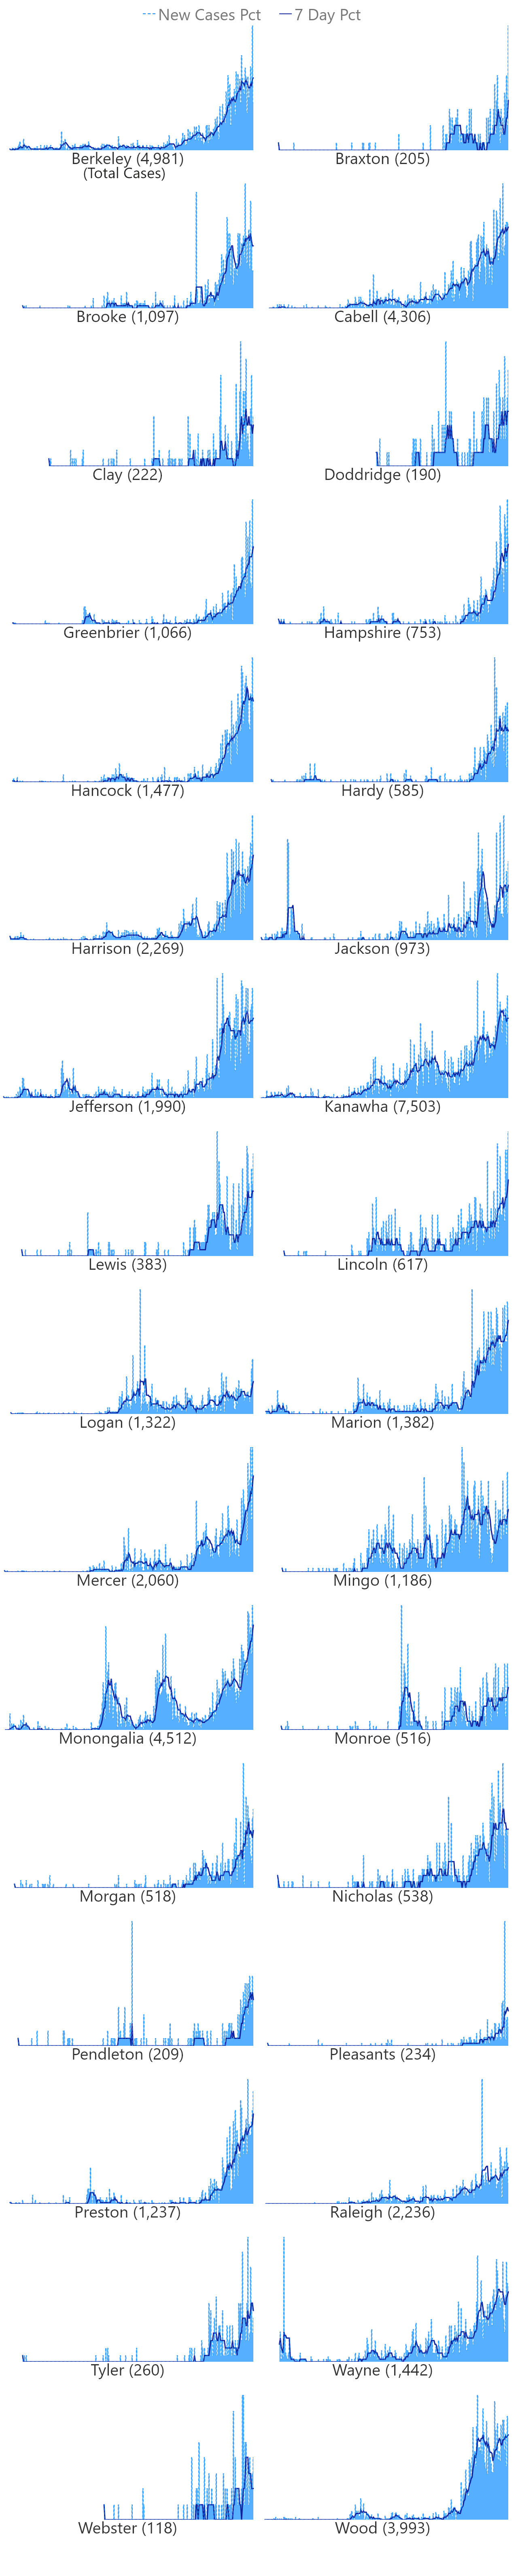 New Cases Pct 7 Day Pct
Berkeley (4,981) Braxton (205)
(Total Cases)
Brooke (1,097) Cabell (4,306)
Clay (222) Doddridge (190)
Greenbrier (1,066) Hampshire (753)
Hancock (1,477) Hardy (585)
Harrison (2,269) Jackson (973)
Jefferson (1,990) Kanawha (7,503)
Lewis (383) Lincoln (617)
Logan (1,322) Marion (1,382)
Mercer (2,060) Mingo (1,186)
Monongalia (4,512) Monroe (516)
Morgan (518) Nicholas (538)
Pendleton (209) Pleasants (234)
Preston (1,237) Raleigh (2,236)
Tyler (260) Wayne (1,442)
Webster (118) Wood (3,993)